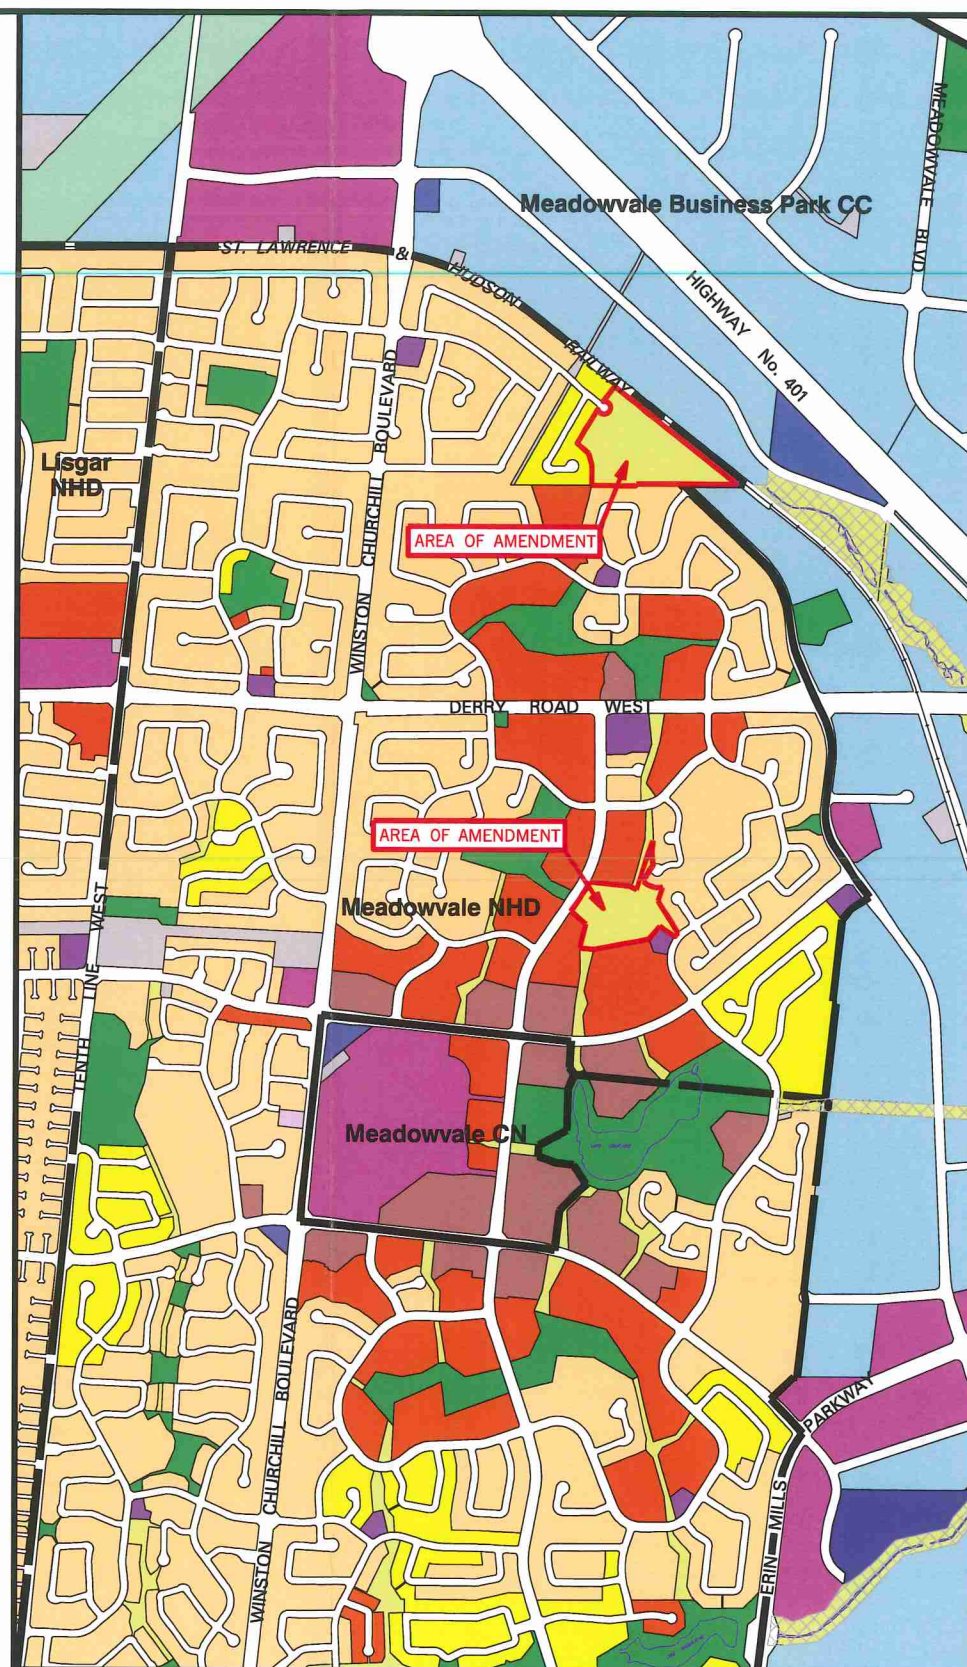 MEADOWVALE BLVD
Meadowvale Business Park CC
ST. LAWRENCE & HUDSON RAILWAY
HIGHWAY No. 401
Lisgar
NHD
WINSTON CHURCHILL BOULEVARD
AREA OF AMENDMENT
DERRY ROAD WEST
AREA OF AMENDMENT
Meadowvale NHD
TENTH LINE WEST
Meadowvale CN
WINSTON CHURCHILL BOULEVARD
ERIN MILLS PARKWAY